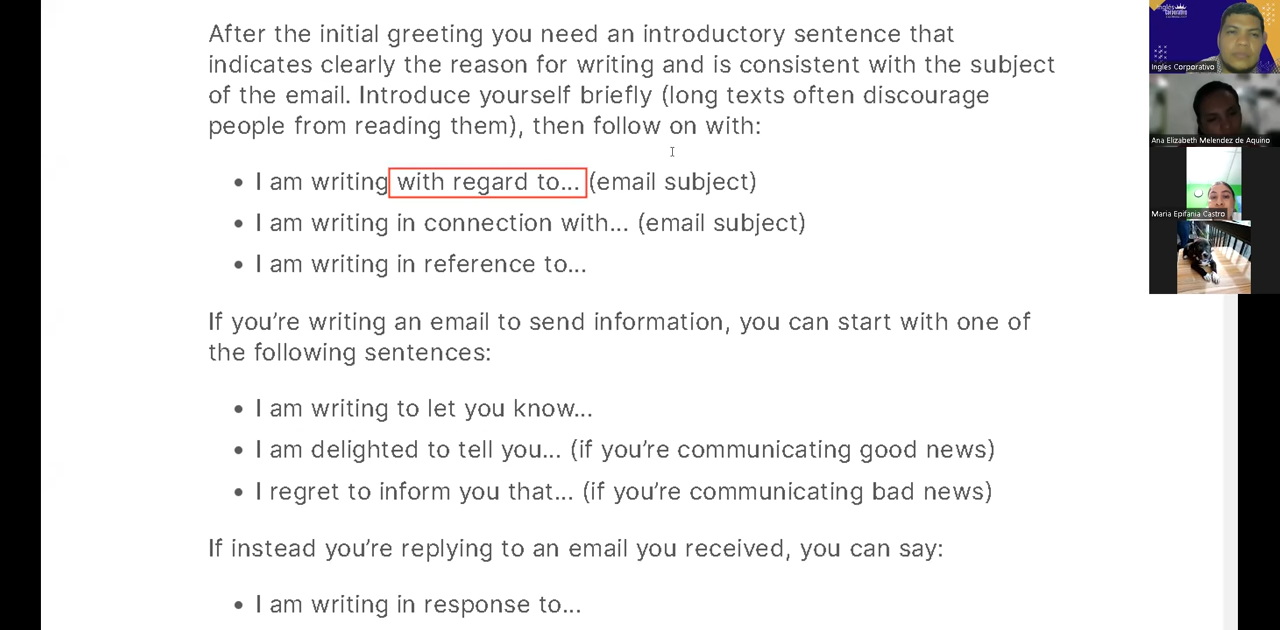 After the initial greeting you need an introductory sentence that
indicates clearly the reason for writing and is consistent with the subject
of the email. Introduce yourself briefly (long texts often discourage
people from reading them), then follow on with:
• I am writing with regard to... (email subject)
• I am writing in connection with... (email subject)
• I am writing in reference to...
If you’re writing an email to send information, you can start with one of
the following sentences:
• I am writing to let you know...
• I am delighted to tell you... (if you’re communicating good news)
• I regret to inform you that... (if you’re communicating bad news)
If instead you’re replying to an email you received, you can say:
• I am writing in response to...
Inglés
Corporativo
Inglés Corporativo
Ana Elizabeth Melendez de Aquino
Maria Epifania Castro